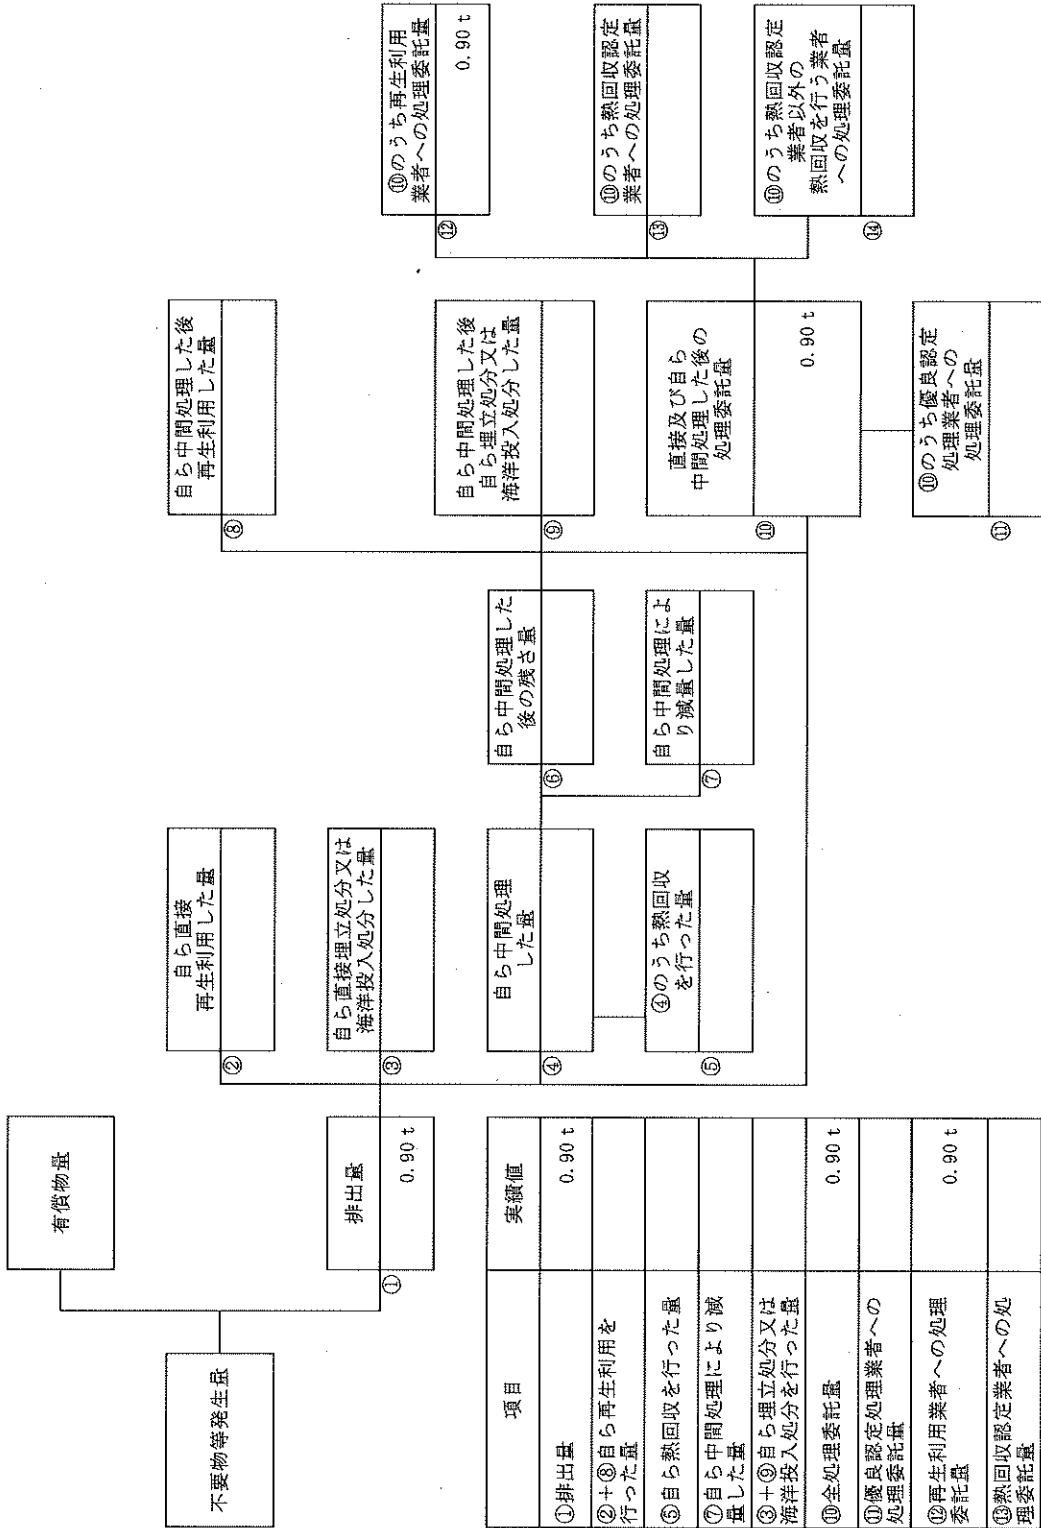 不要物等発生量
有償物量
①
排出量
0.90 t
②
自ら直接
再生利用した量
③
自ら直接埋立処分又は
海洋投入処分した量
④
自ら中間処理
した量
⑤
④のうち熱回収
を行った量
⑥
自ら中間処理した
後の残さ量
⑦
自ら中間処理によ
り減量した量
⑧
自ら中間処理した後
再生利用した量
⑨
自ら中間処理した後
自ら埋立処分又は
海洋投入処分した量
⑩
直接及び自ら
中間処理した後の
処理委託量
0.90 t
⑪
⑩のうち優良認定
処理業者への
処理委託量
⑫
⑩のうち再生利用
業者への処理委託量
0.90 t
⑬
⑩のうち熱回収認定
業者への処理委託量
⑭
⑩のうち熱回収認定
業者以外の
熱回収を行う業者
への処理委託量
項目 実績値
①排出量 0.90 t
②+⑧自ら再生利用を
行った量
⑤自ら熱回収を行った量
⑦自ら中間処理により減
量した量
③+⑨自ら埋立処分又は
海洋投入処分を行った量
⑩全処理委託量 0.90 t
⑪優良認定処理業者への
処理委託量
⑫再生利用業者への処理
委託量 0.90 t
⑬熱回収認定業者への処
理委託量